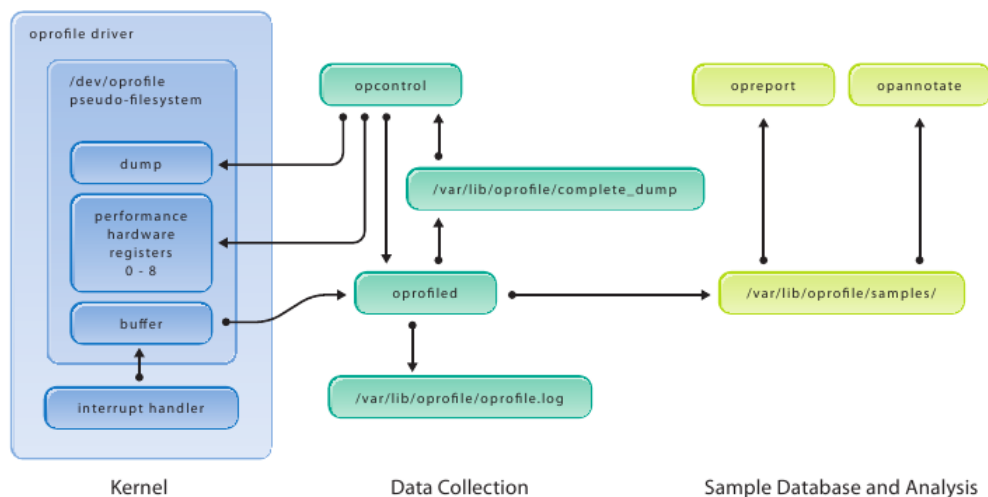 oprofile driver
/dev/oprofile
pseudo-filesystem
dump
performance
hardware
registers
0 - 8
buffer
interrupt handler
Kernel
opcontrol
/var/lib/oprofile/complete_dump
oprofiled
/var/lib/oprofile/oprofile.log
Data Collection
opreport
opannotate
/var/lib/oprofile/samples/
Sample Database and Analysis